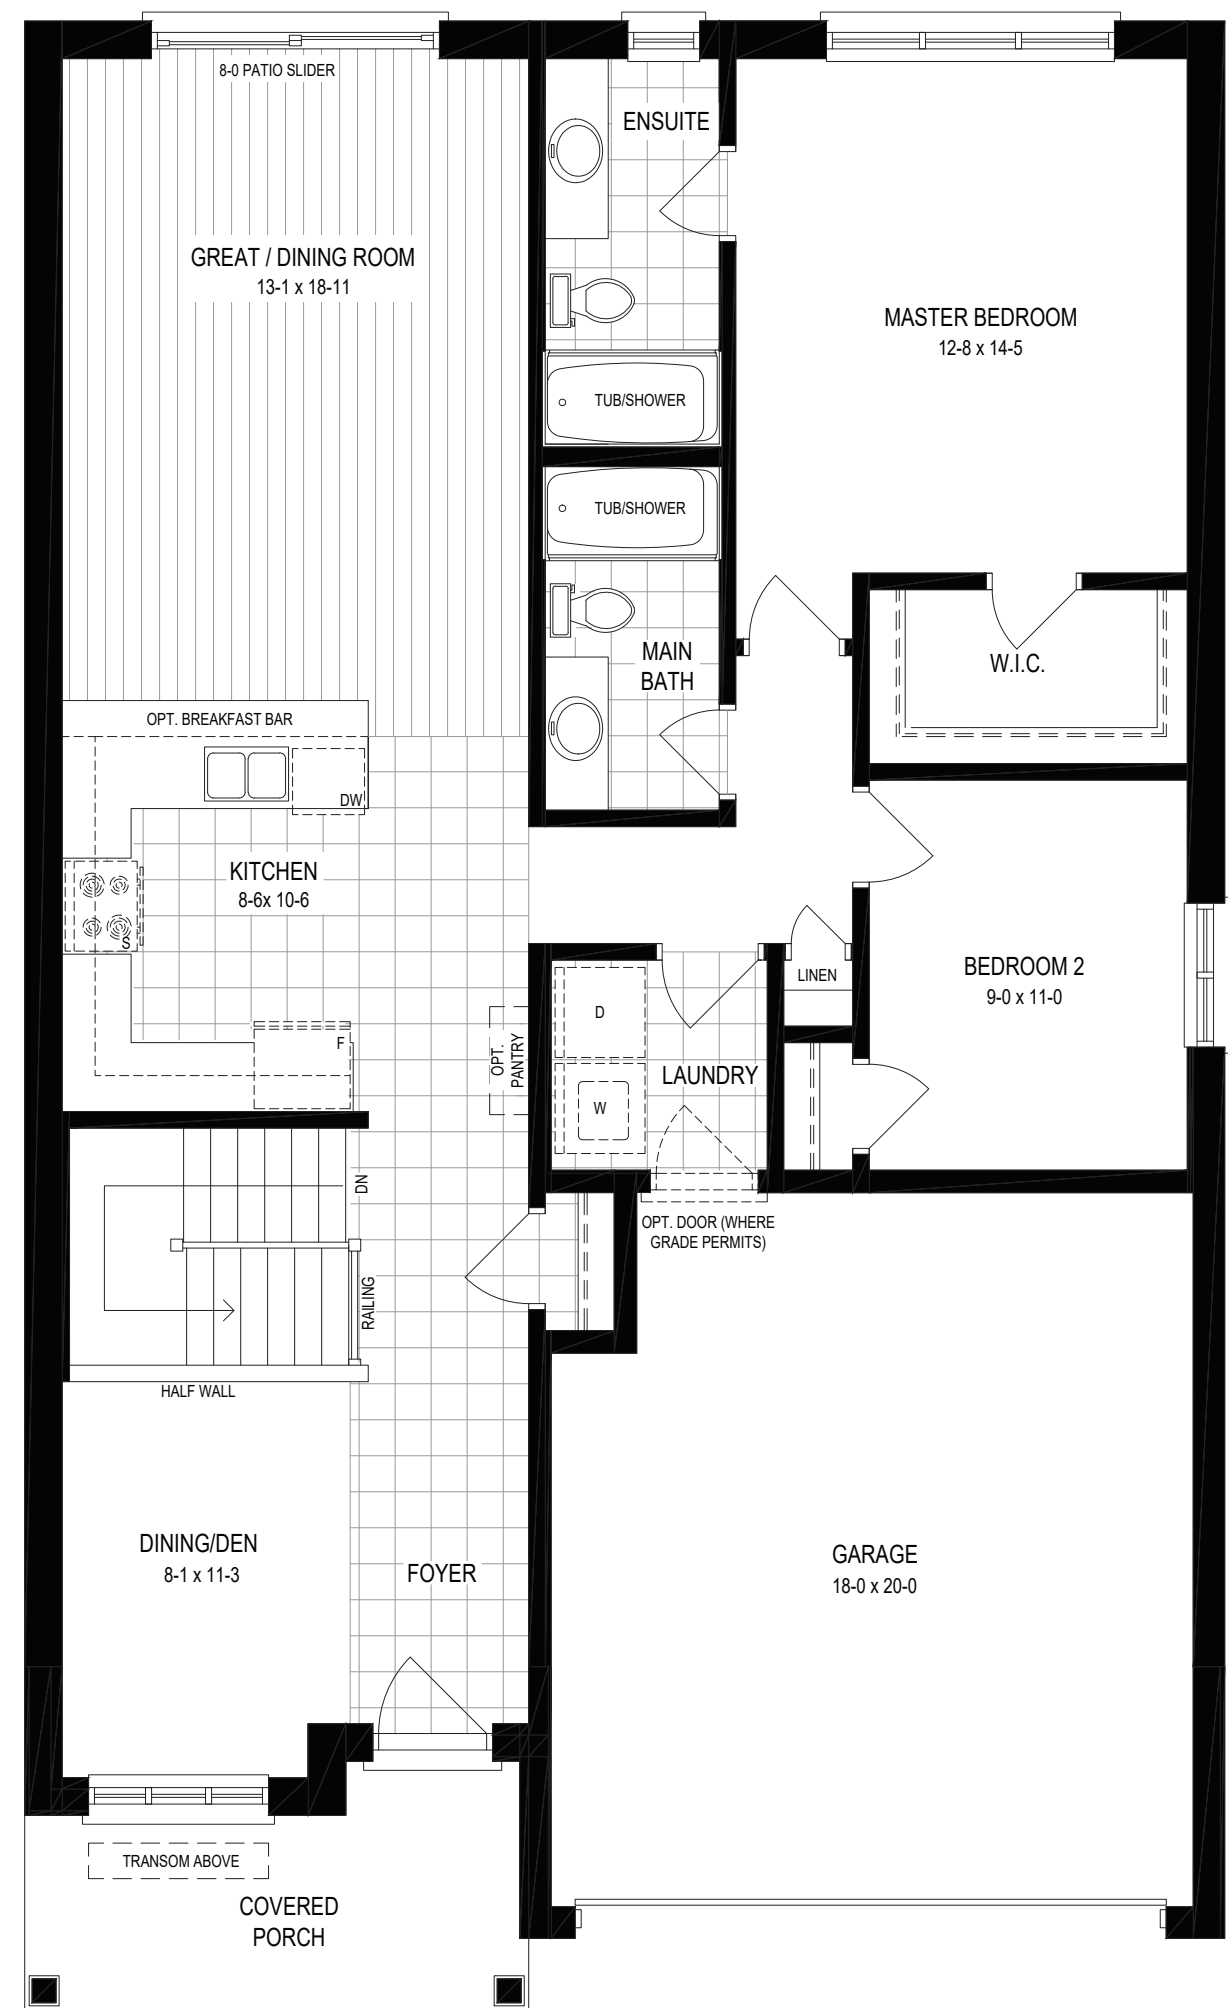 8-0 PATIO SLIDER
ENSUITE
GREAT / DINING ROOM
13-1 x 18-11
MASTER BEDROOM
12-8 x 14-5
TUB/SHOWER
TUB/SHOWER
MAIN
BATH
W.I.C.
OPT. BREAKFAST BAR
DW
KITCHEN
8-6x 10-6
S
BEDROOM 2
9-0 x 11-0
LINEN
D
F
OPT.
PANTRY
LAUNDRY
W
DN
OPT. DOOR (WHERE
GRADE PERMITS)
RAILING
HALF WALL
DINING/DEN
8-1 x 11-3
FOYER
GARAGE
18-0 x 20-0
TRANSOM ABOVE
COVERED
PORCH